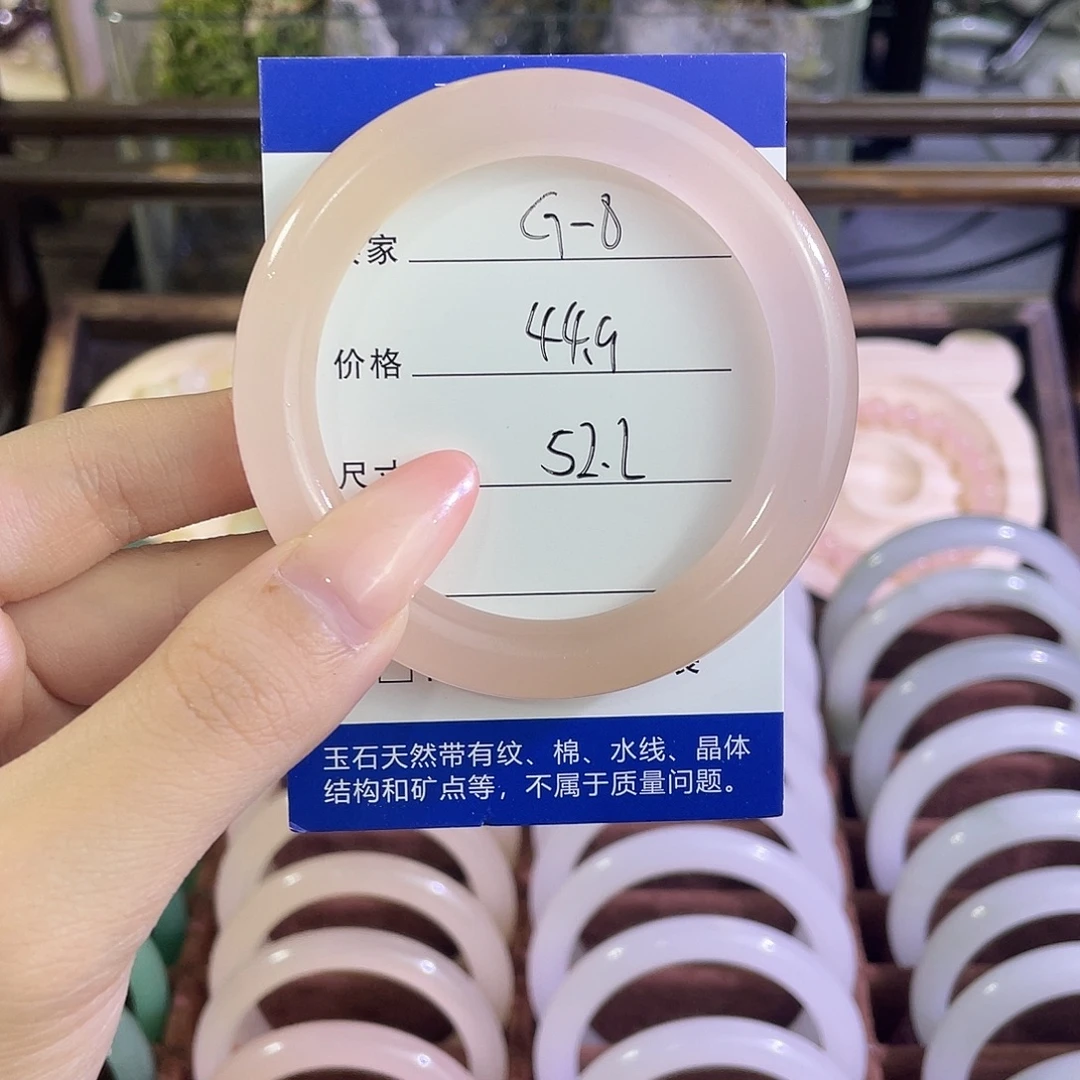 家 G-8
价格 44.9
尺寸 52.2
玉石天然带有纹、棉、水线、晶体
结构和矿点等，不属于质量问题。